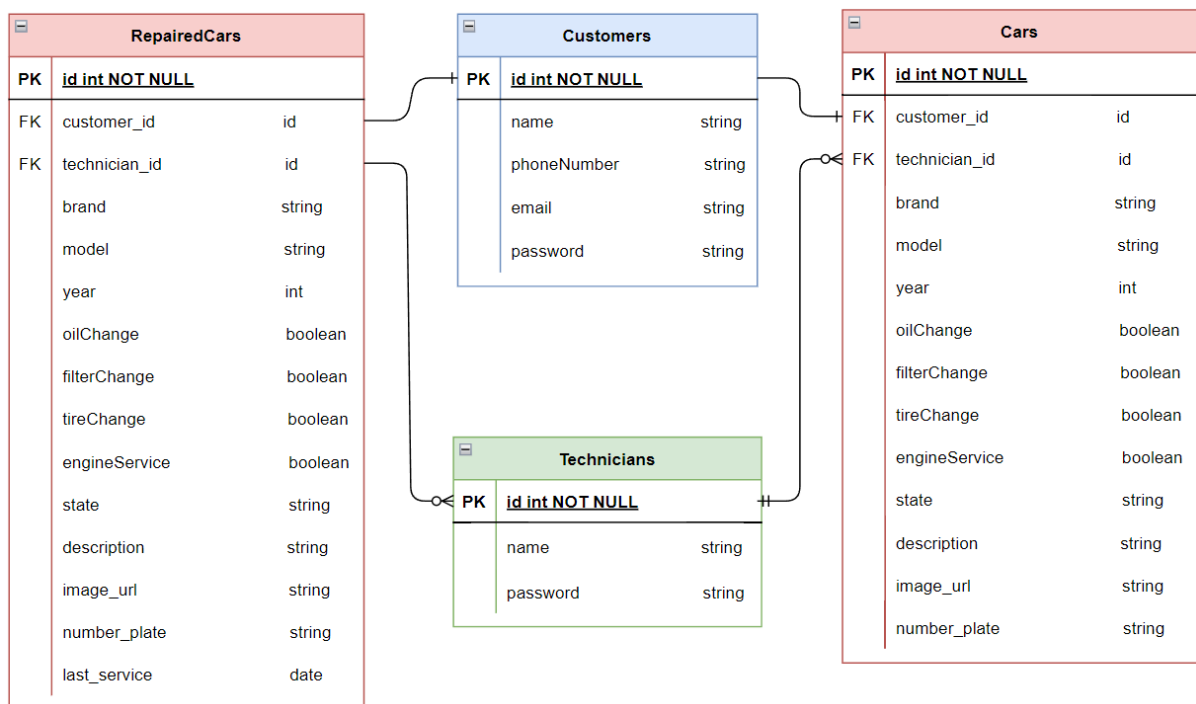 RepairedCars
PK id int NOT NULL
FK customer_id id
FK technician_id id
brand string
model string
year int
oilChange boolean
filterChange boolean
tireChange boolean
engineService boolean
state string
description string
image_url string
number_plate string
last_service date
Customers
PK id int NOT NULL
name string
phoneNumber string
email string
password string
Technicians
PK id int NOT NULL
name string
password string
Cars
PK id int NOT NULL
FK customer_id id
FK technician_id id
brand string
model string
year int
oilChange boolean
filterChange boolean
tireChange boolean
engineService boolean
state string
description string
image_url string
number_plate string